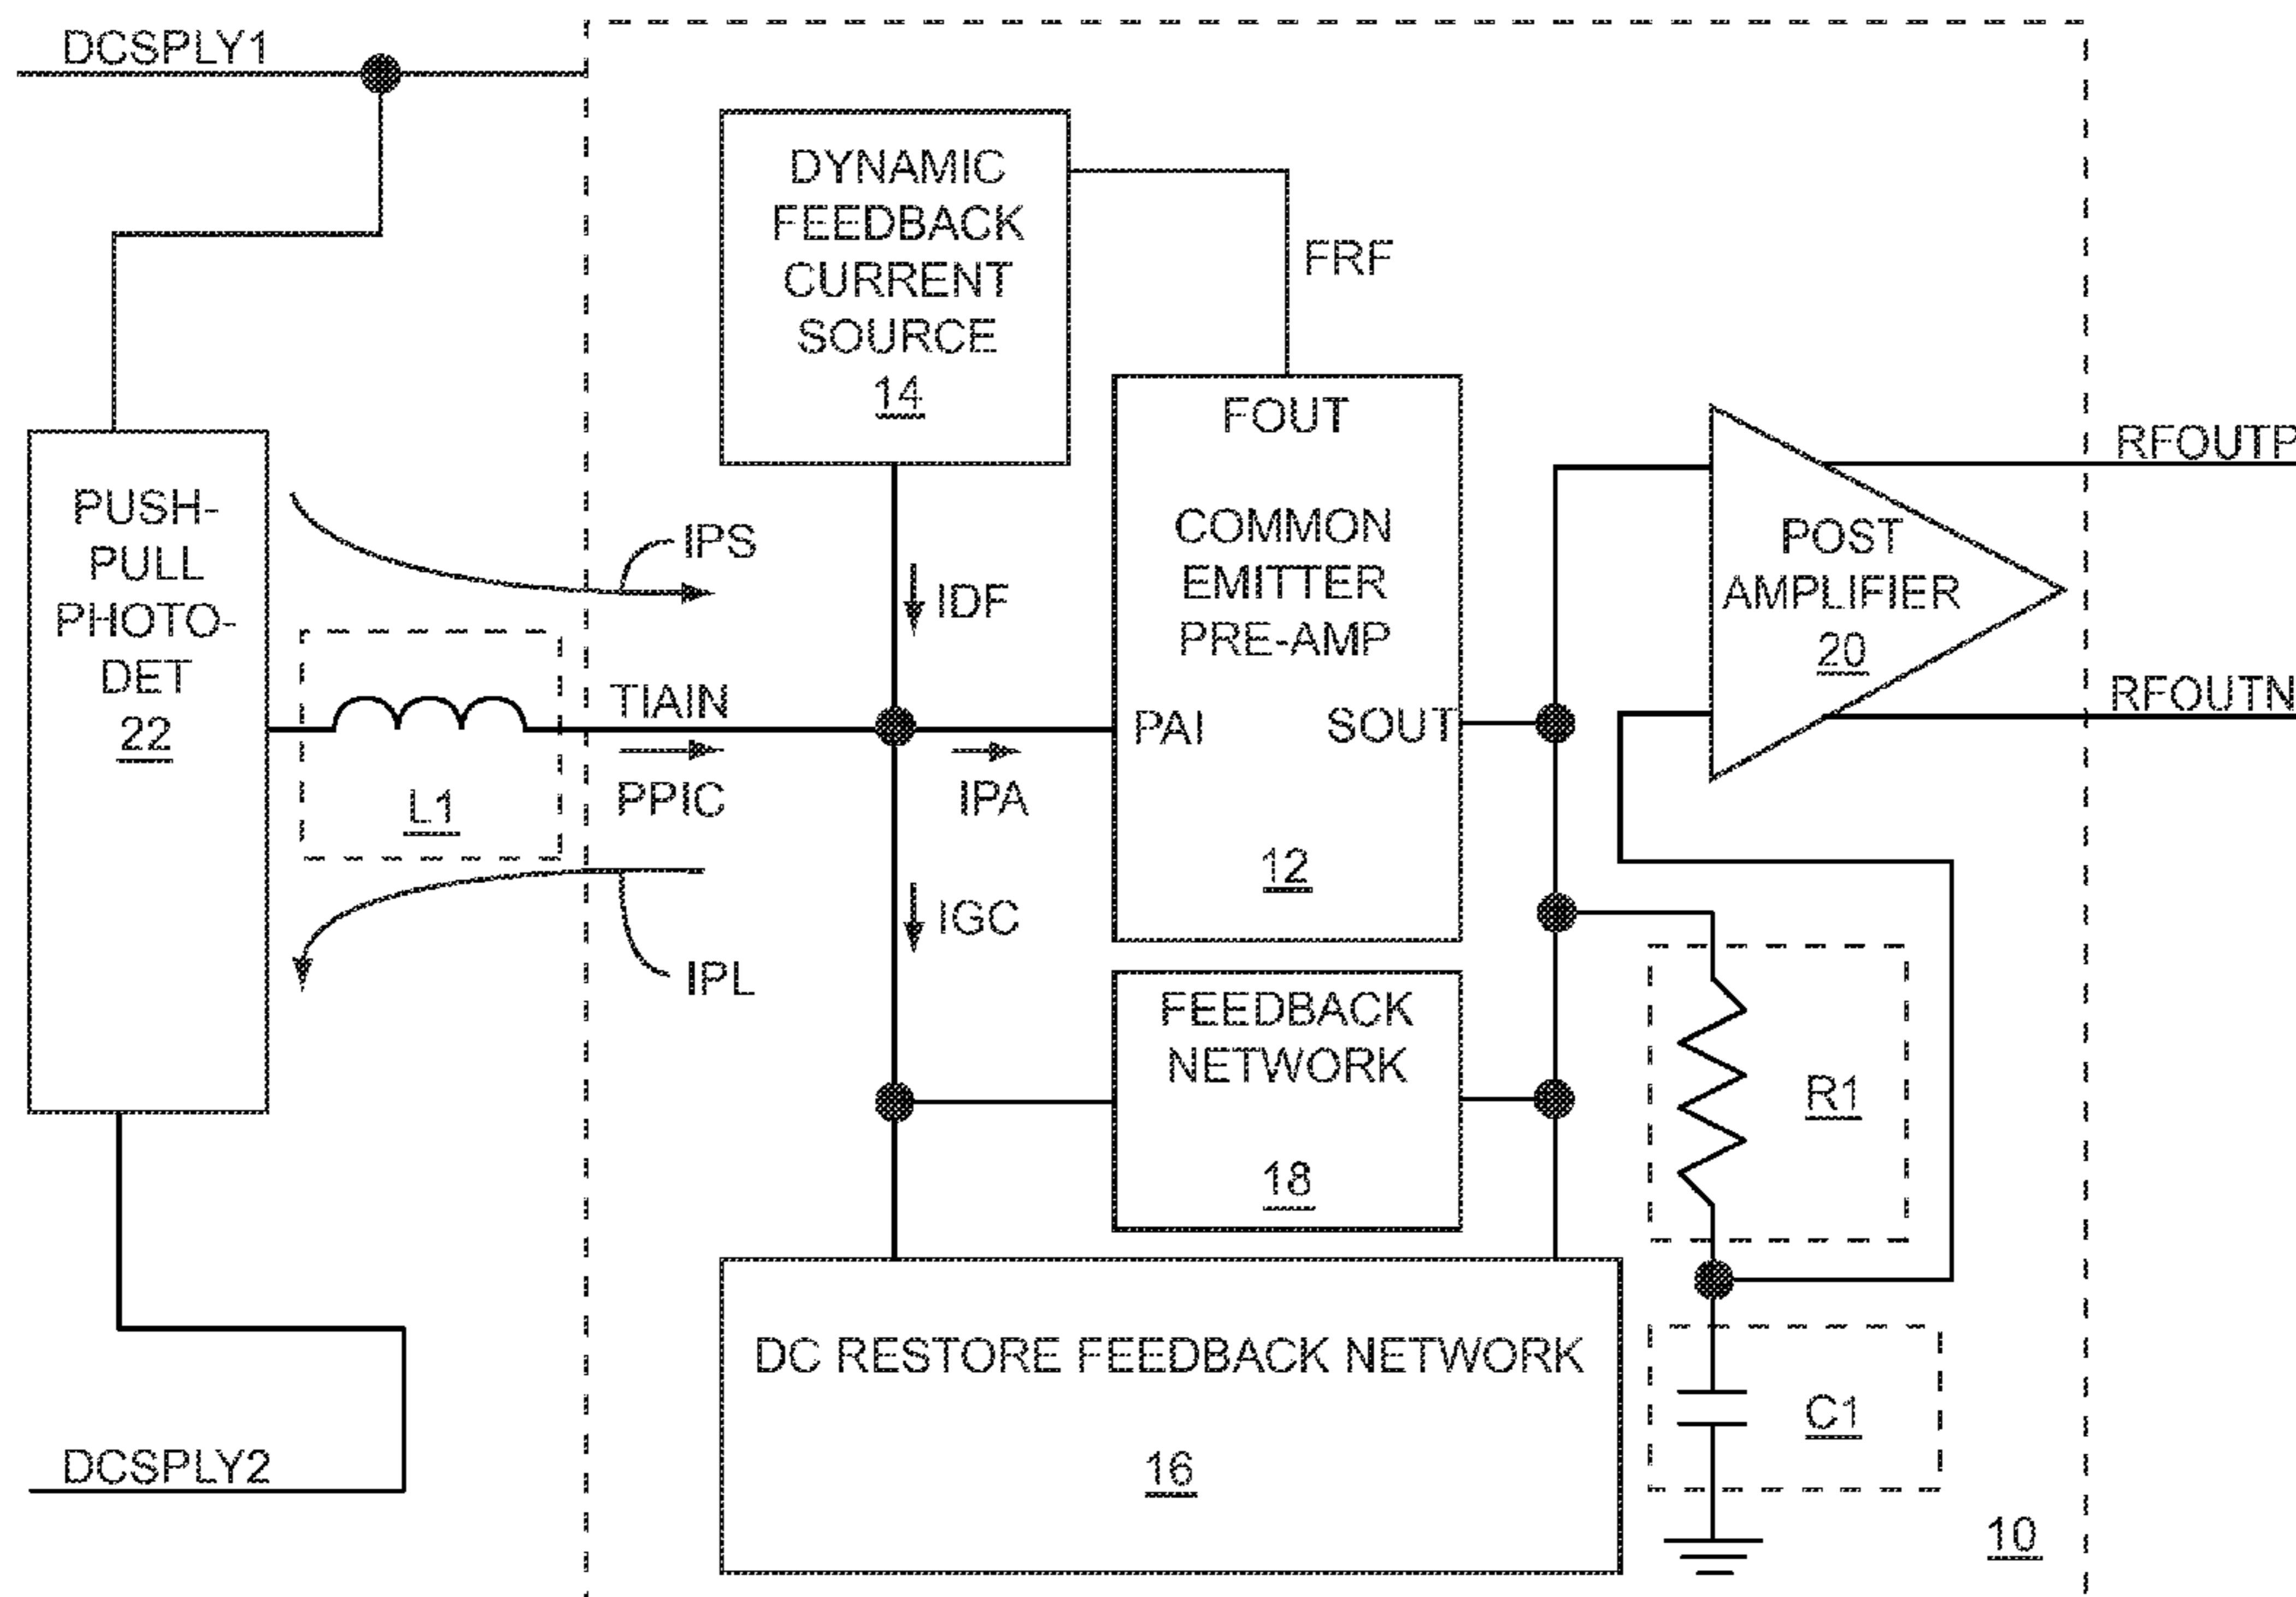 DCSPLY1
DYNAMIC
FEEDBACK
CURRENT
SOURCE
14
FRF
FOUT
COMMON
EMITTER
PRE-AMP
PAI
SOUT
12
POST
AMPLIFIER
20
RFOUTP
RFOUTN
PUSH-
PULL
PHOTO-
DET
22
IPS
IDF
TIAIN
PPIC
IPA
L1
IGC
IPL
FEEDBACK
NETWORK
18
R1
DC RESTORE FEEDBACK NETWORK
16
C1
DCSPLY2
10